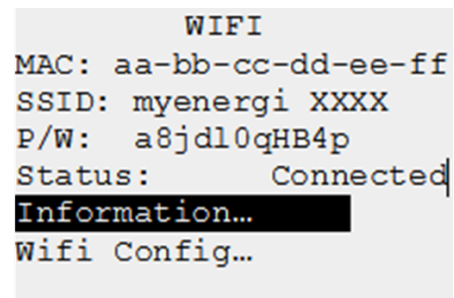 WIFI
MAC: aa-bb-cc-dd-ee-ff
SSID: myenergi XXXX
P/W: a8jdl0qHB4p
Status: Connected
Information…
Wifi Config…